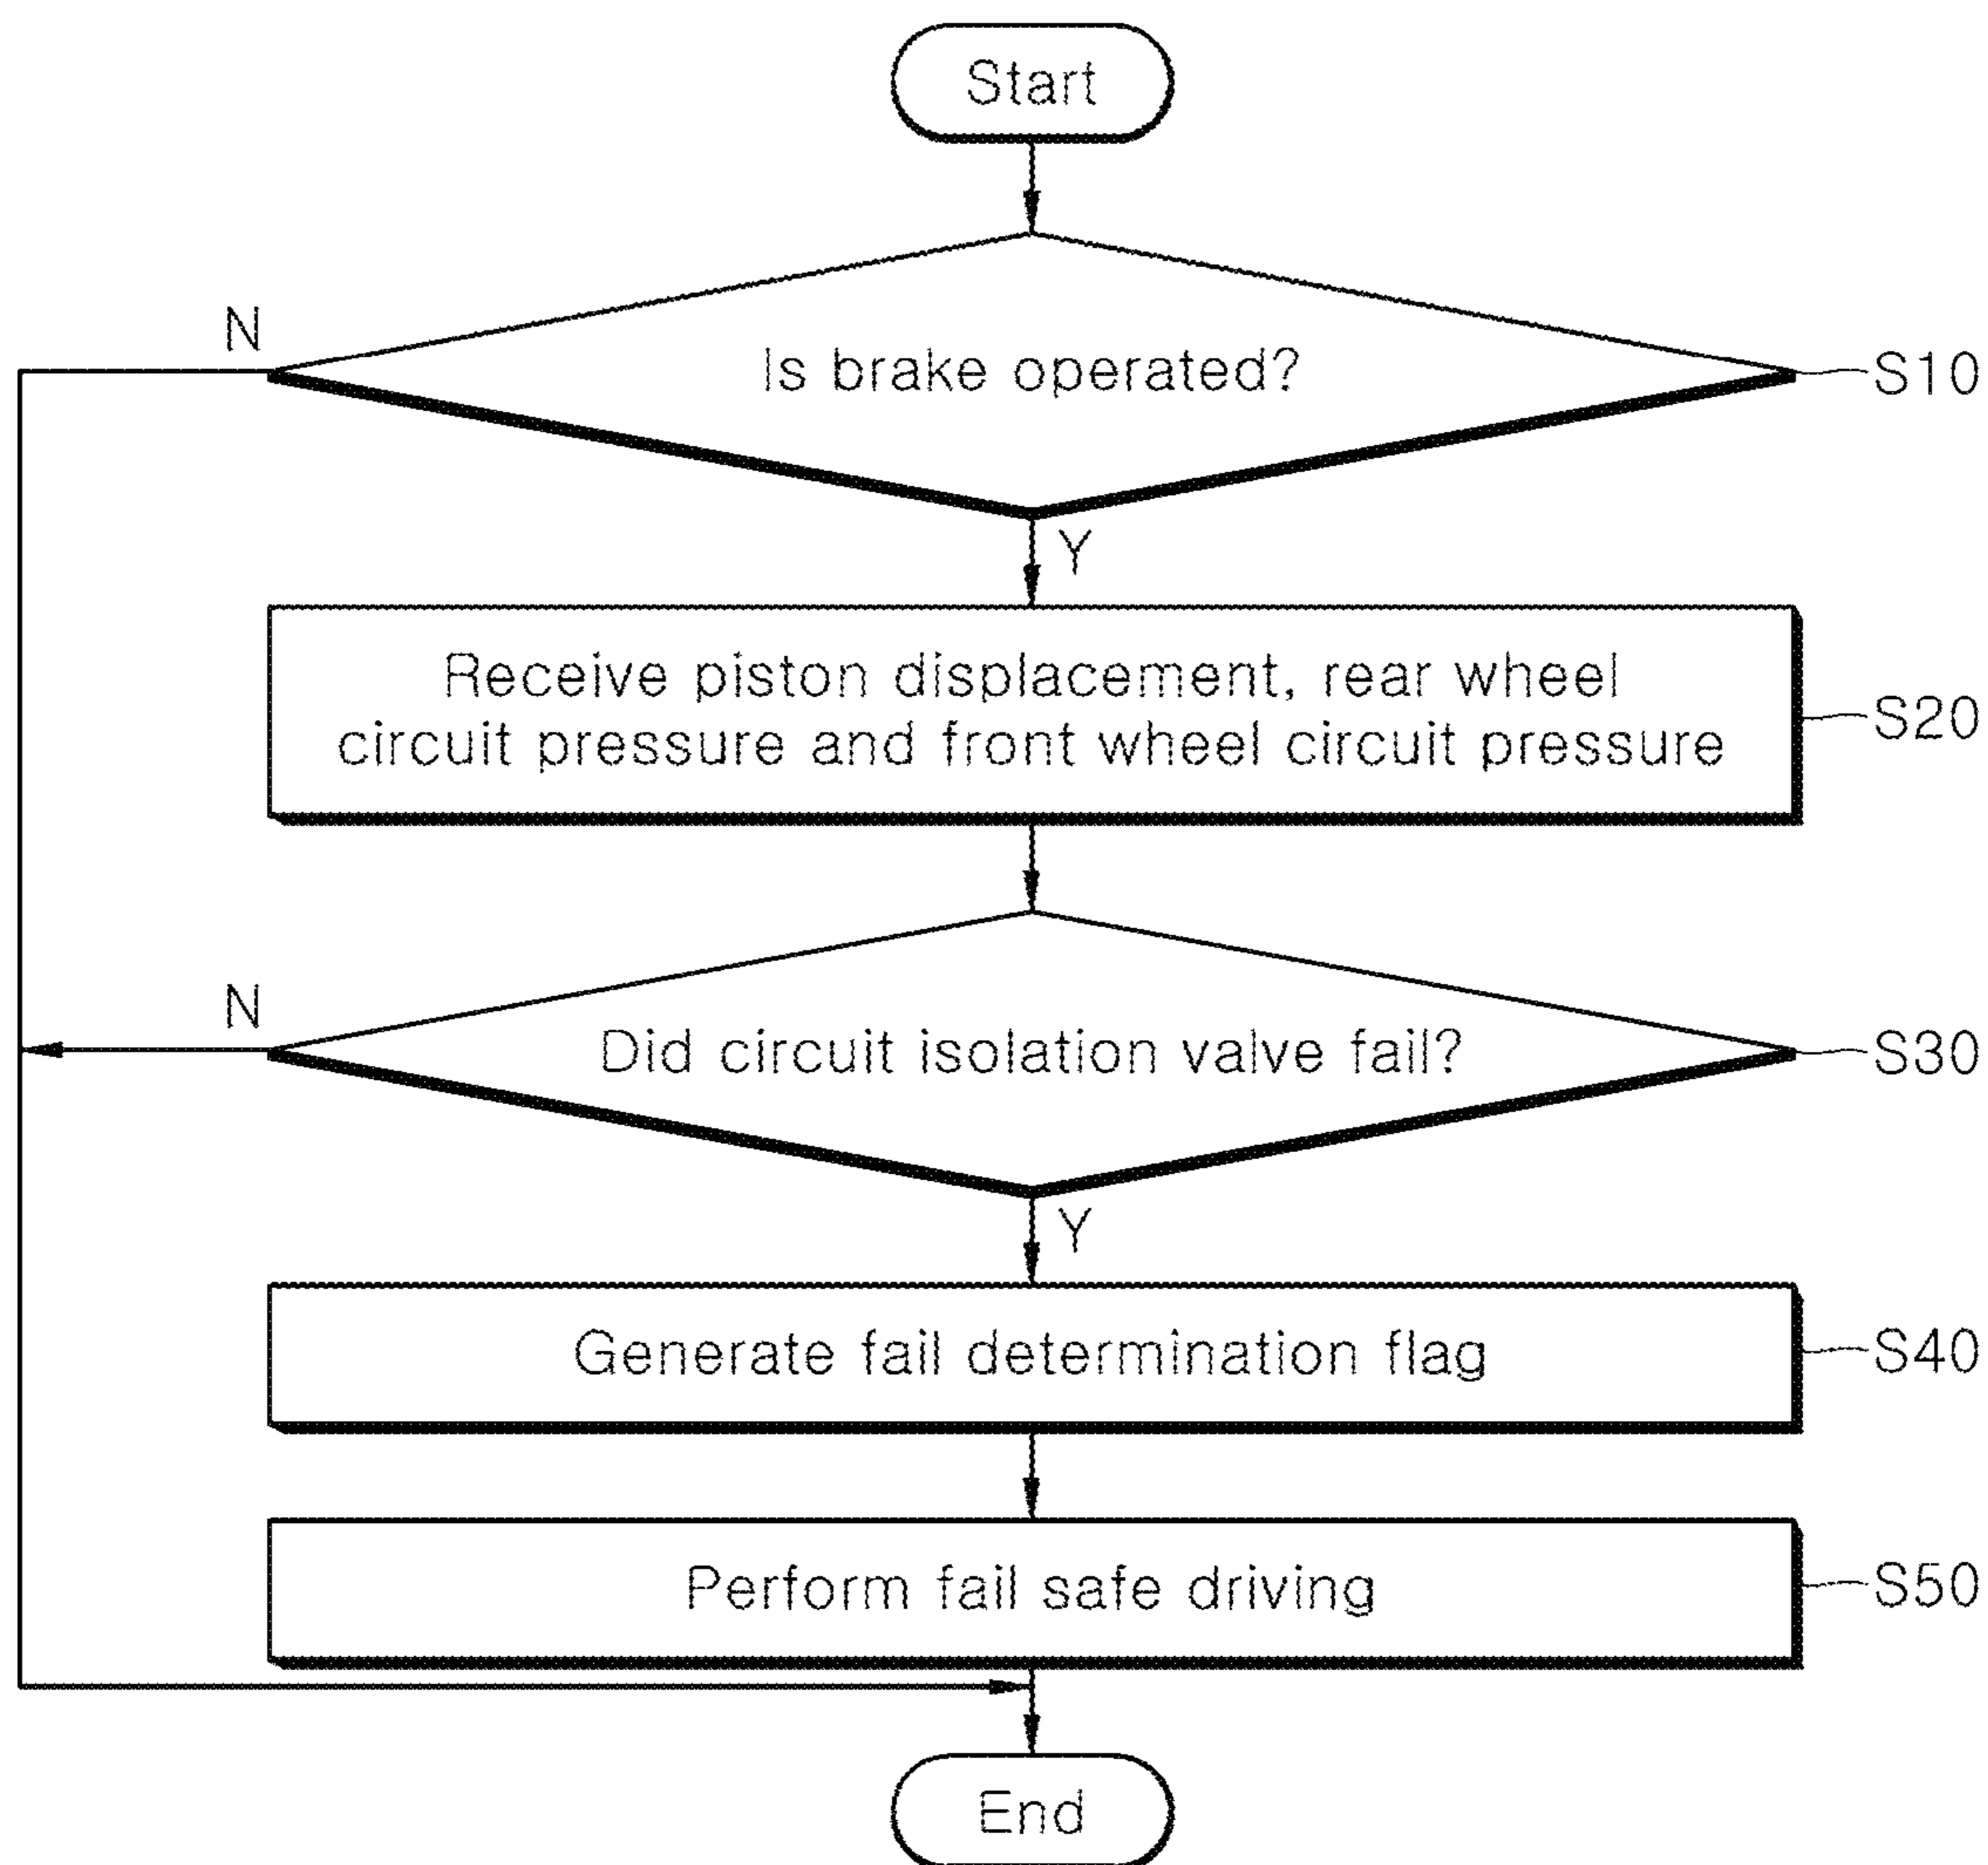 Start
N
Is brake operated?
S10
Y
Receive piston displacement, rear wheel
circuit pressure and front wheel circuit pressure
S20
N
Did circuit isolation valve fail?
S30
Y
Generate fail determination flag
S40
Perform fail safe driving
S50
End